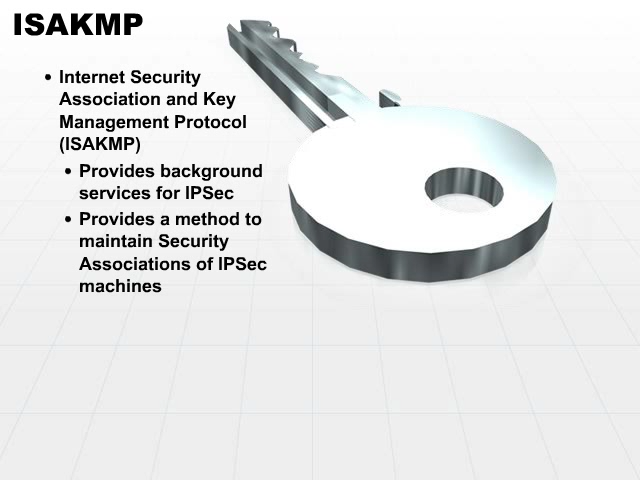 ISAKMP
• Internet Security
Association and Key
Management Protocol
(ISAKMP)
• Provides background
services for IPSec
• Provides a method to
maintain Security
Associations of IPSec
machines